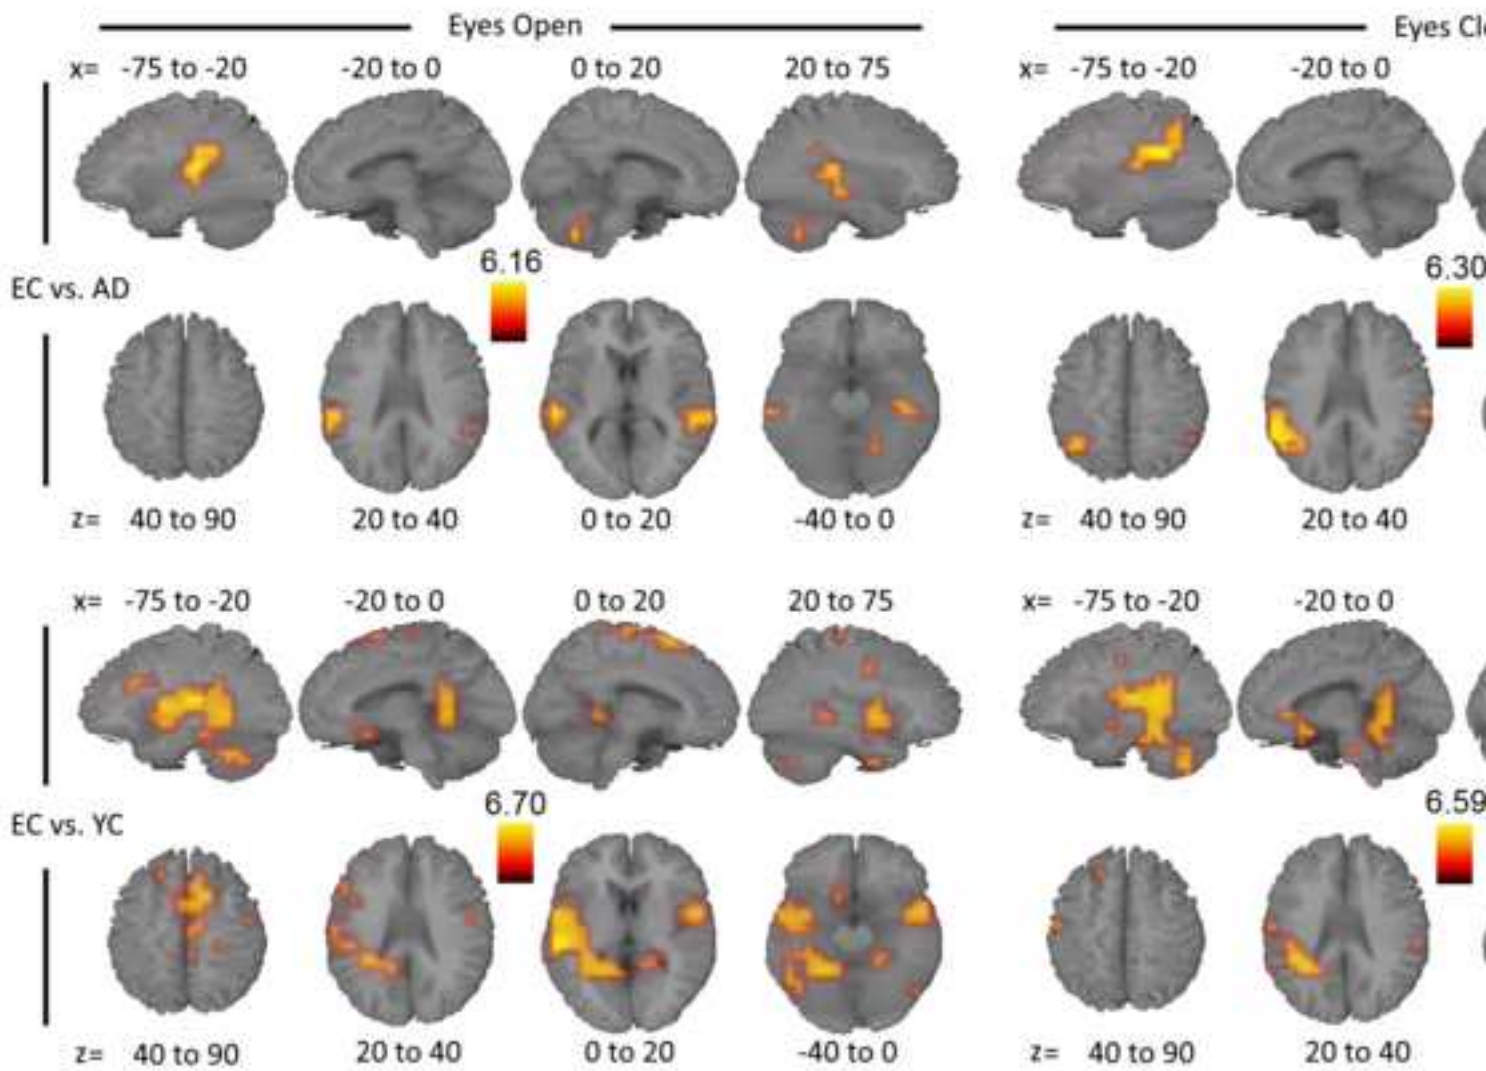 Eyes Open Eyes Clo
x= -75 to -20 -20 to 0 0 to 20 20 to 75 x= -75 to -20 -20 to 0
6.16 6.30
EC vs. AD
z= 40 to 90 20 to 40 0 to 20 -40 to 0 z= 40 to 90 20 to 40
x= -75 to -20 -20 to 0 0 to 20 20 to 75 x= -75 to -20 -20 to 0
6.70 6.59
EC vs. YC
z= 40 to 90 20 to 40 0 to 20 -40 to 0 z= 40 to 90 20 to 40